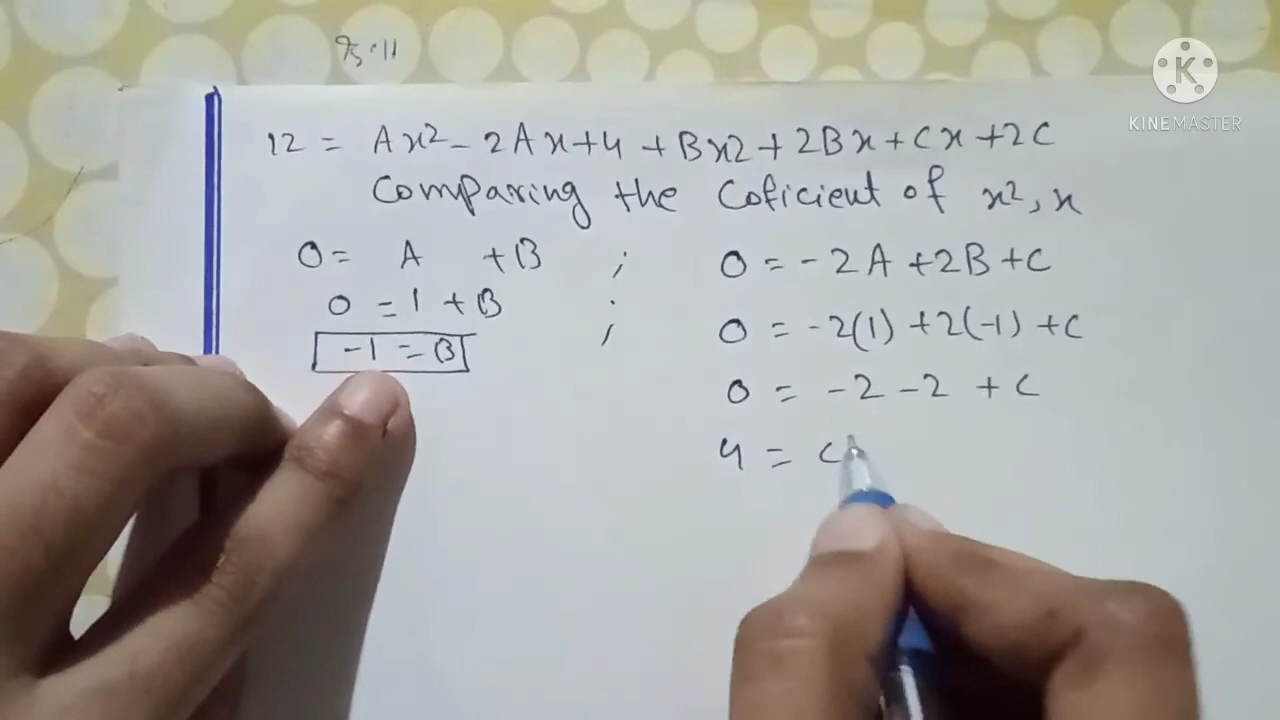 KINEMASTER
12 = Ax2 - 2Ax + 4 + Bx2 + 2Bx + Cx + 2C
Comparing the Coficient of x², x
0 = A + B ; 0 = -2A + 2B + C
0 = 1 + B ; 0 = -2(1) + 2(-1) + C
-1 = B 0 = -2 -2 + C
4 = C